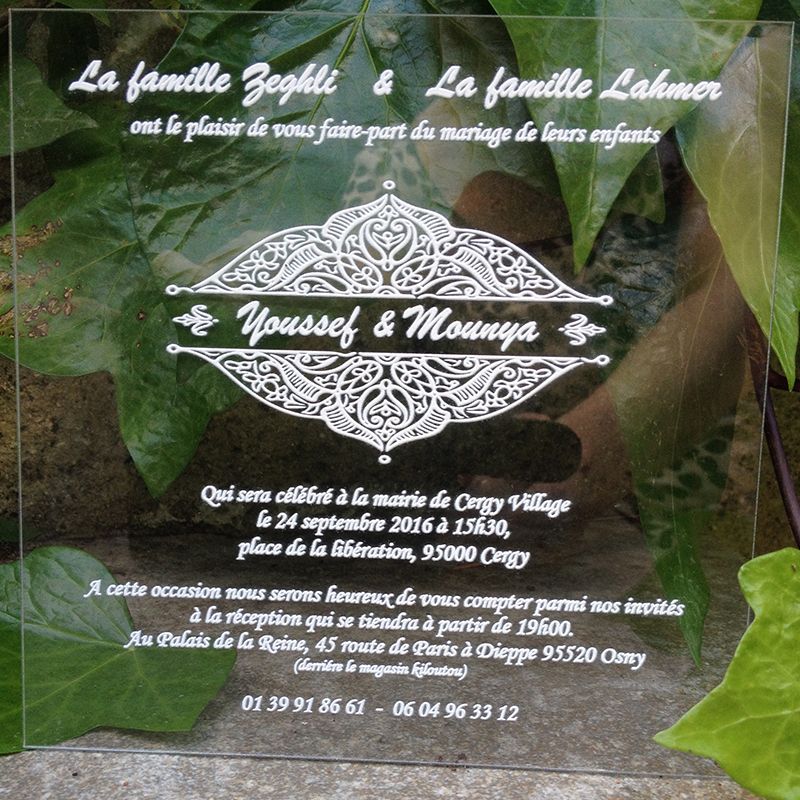 La famille Zeghli & La famille Lahmer
ont le plaisir de vous faire-part du mariage de leurs enfants
Youssef & Mounya
Qui sera célébré à la mairie de Cergy Village
le 24 septembre 2016 à 15h30,
place de la libération, 95000 Cergy
A cette occasion nous serons heureux de vous compter parmi nos invités
à la réception qui se tiendra à partir de 19h00.
Au Palais de la Reine, 45 route de Paris à Dieppe 95520 Osny
(derriére le magasin kiloutou)
01 39 91 86 61 - 06 04 96 33 12